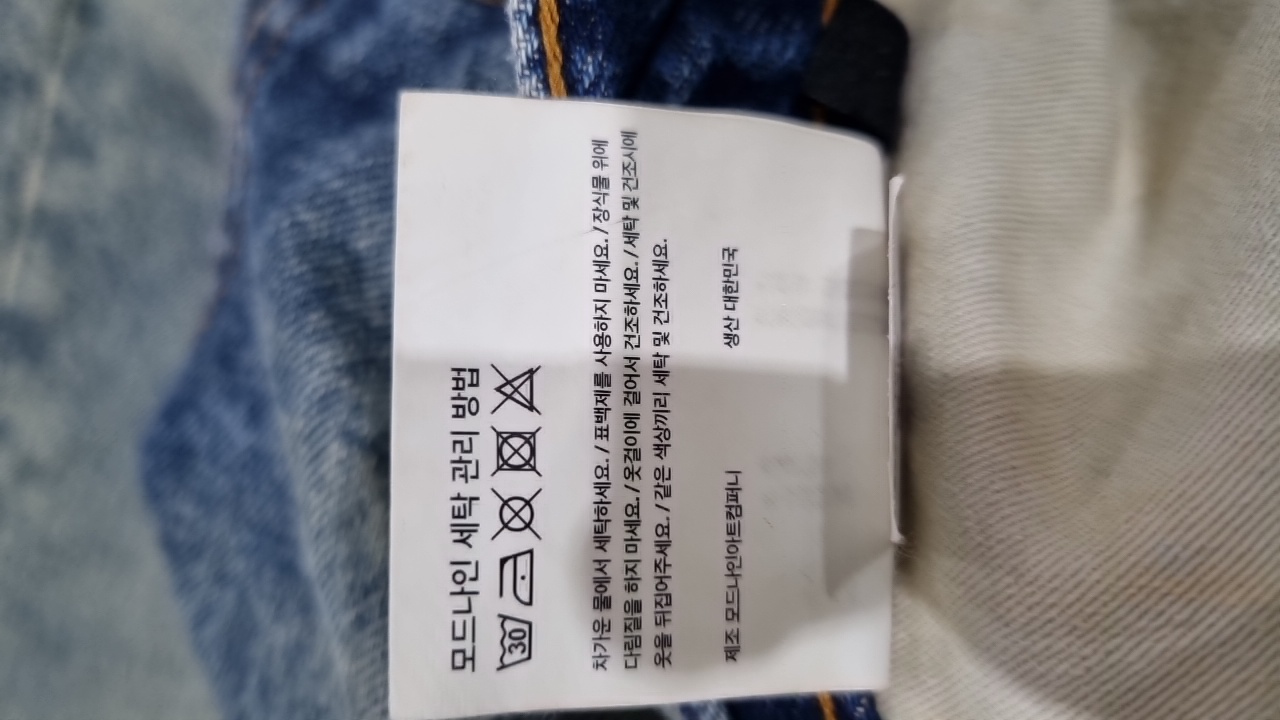 모드나인 세탁 관리 방법
30
차가운 물에서 세탁하세요. / 표백제를 사용하지 마세요. / 장식물 위에
다림질을 하지 마세요. / 옷걸이에 걸어서 건조하세요. / 세탁 및 건조시에
옷을 뒤집어주세요. / 같은 색상끼리 세탁 및 건조하세요.
제조 모드나인아트컴퍼니 생산 대한민국